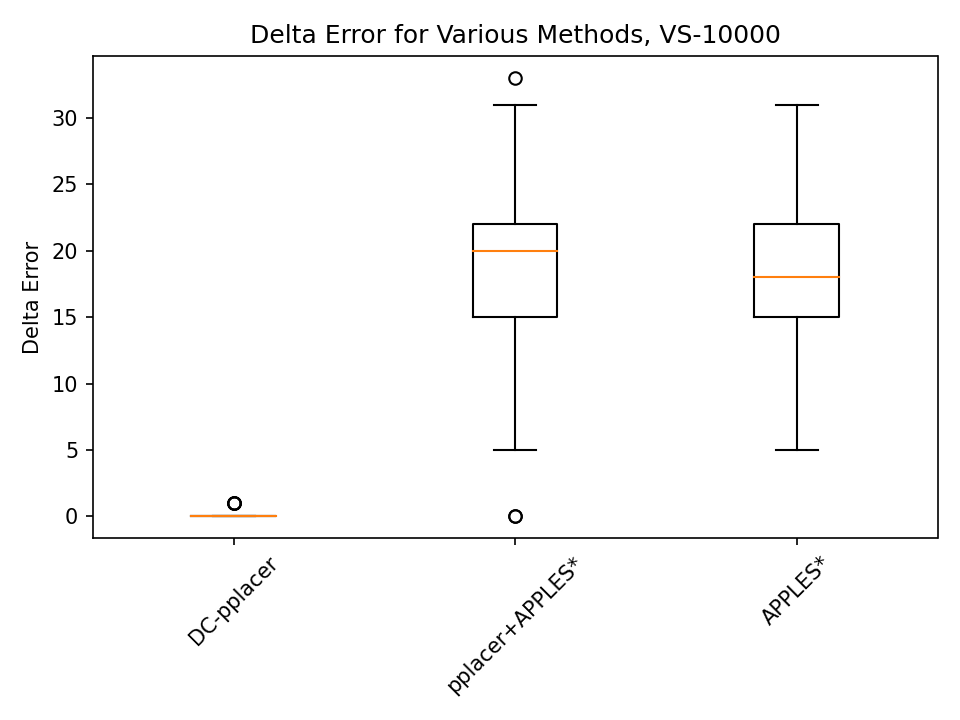 Delta Error for Various Methods, VS-10000
Delta Error
30
25
20
15
10
5
0
DC-pplacer
pplacer+APPLES*
APPLES*